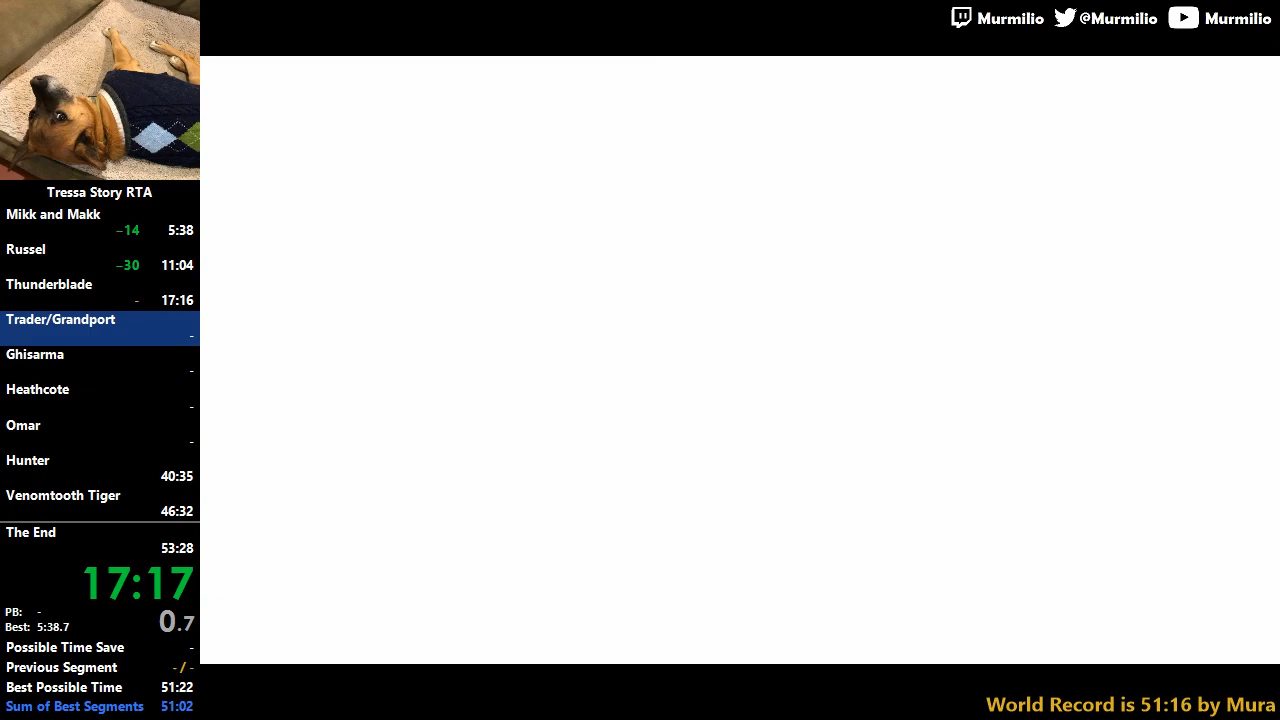 Murmilio @Murmilio Murmilio
Tressa Story RTA
Mikk and Makk
−14 5:38
Russel
−30 11:04
Thunderblade
- 17:16
Trader/Grandport
-
Ghisarma
-
Heathcote
-
Omar
-
Hunter
40:35
Venomtooth Tiger
46:32
The End
53:28
17:17
PB: -
Best: 5:38.7
0.7
Possible Time Save -
Previous Segment - / -
Best Possible Time 51:22
Sum of Best Segments 51:02
World Record is 51:16 by Mura